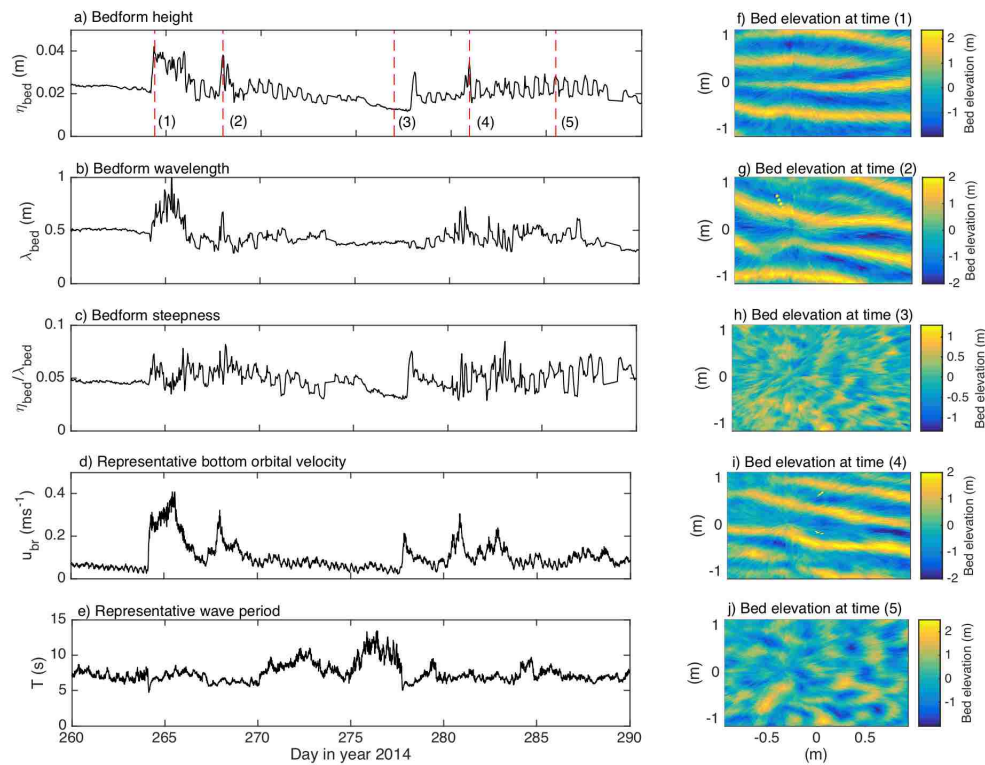 a) Bedform height
0.04
0.02
0
η_bed (m)
(1)
(2)
(3)
(4)
(5)
b) Bedform wavelength
1
0.5
0
λ_bed (m)
c) Bedform steepness
0.1
0.05
0
η_bed/λ_bed
d) Representative bottom orbital velocity
0.4
0.2
0
u_br (ms⁻¹)
e) Representative wave period
15
10
5
0
T (s)
260
265
270
275
280
285
290
Day in year 2014
f) Bed elevation at time (1)
1
0
-1
(m)
2
1
0
-1
Bed elevation (m)
g) Bed elevation at time (2)
1
0
-1
(m)
2
1
0
-1
-2
Bed elevation (m)
h) Bed elevation at time (3)
1
0
-1
(m)
1
0.5
0
-0.5
-1
Bed elevation (m)
i) Bed elevation at time (4)
1
0
-1
(m)
2
1
0
-1
-2
Bed elevation (m)
j) Bed elevation at time (5)
1
0
-1
(m)
2
1
0
-1
Bed elevation (m)
-0.5
0
0.5
(m)